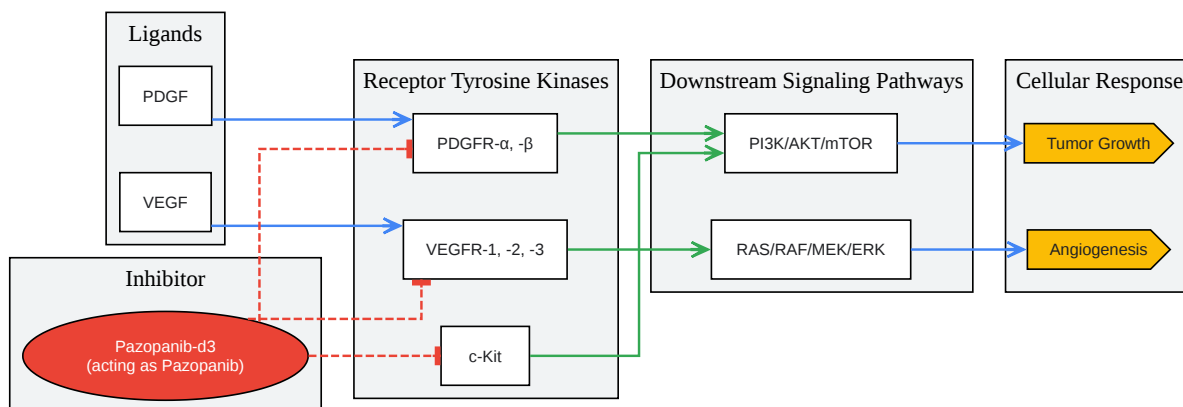 Ligands
PDGF
VEGF
Inhibitor
Pazopanib-d3
(acting as Pazopanib)
Receptor Tyrosine Kinases
PDGFR-α, -β
VEGFR-1, -2, -3
c-Kit
Downstream Signaling Pathways
PI3K/AKT/mTOR
RAS/RAF/MEK/ERK
Cellular Response
Tumor Growth
Angiogenesis